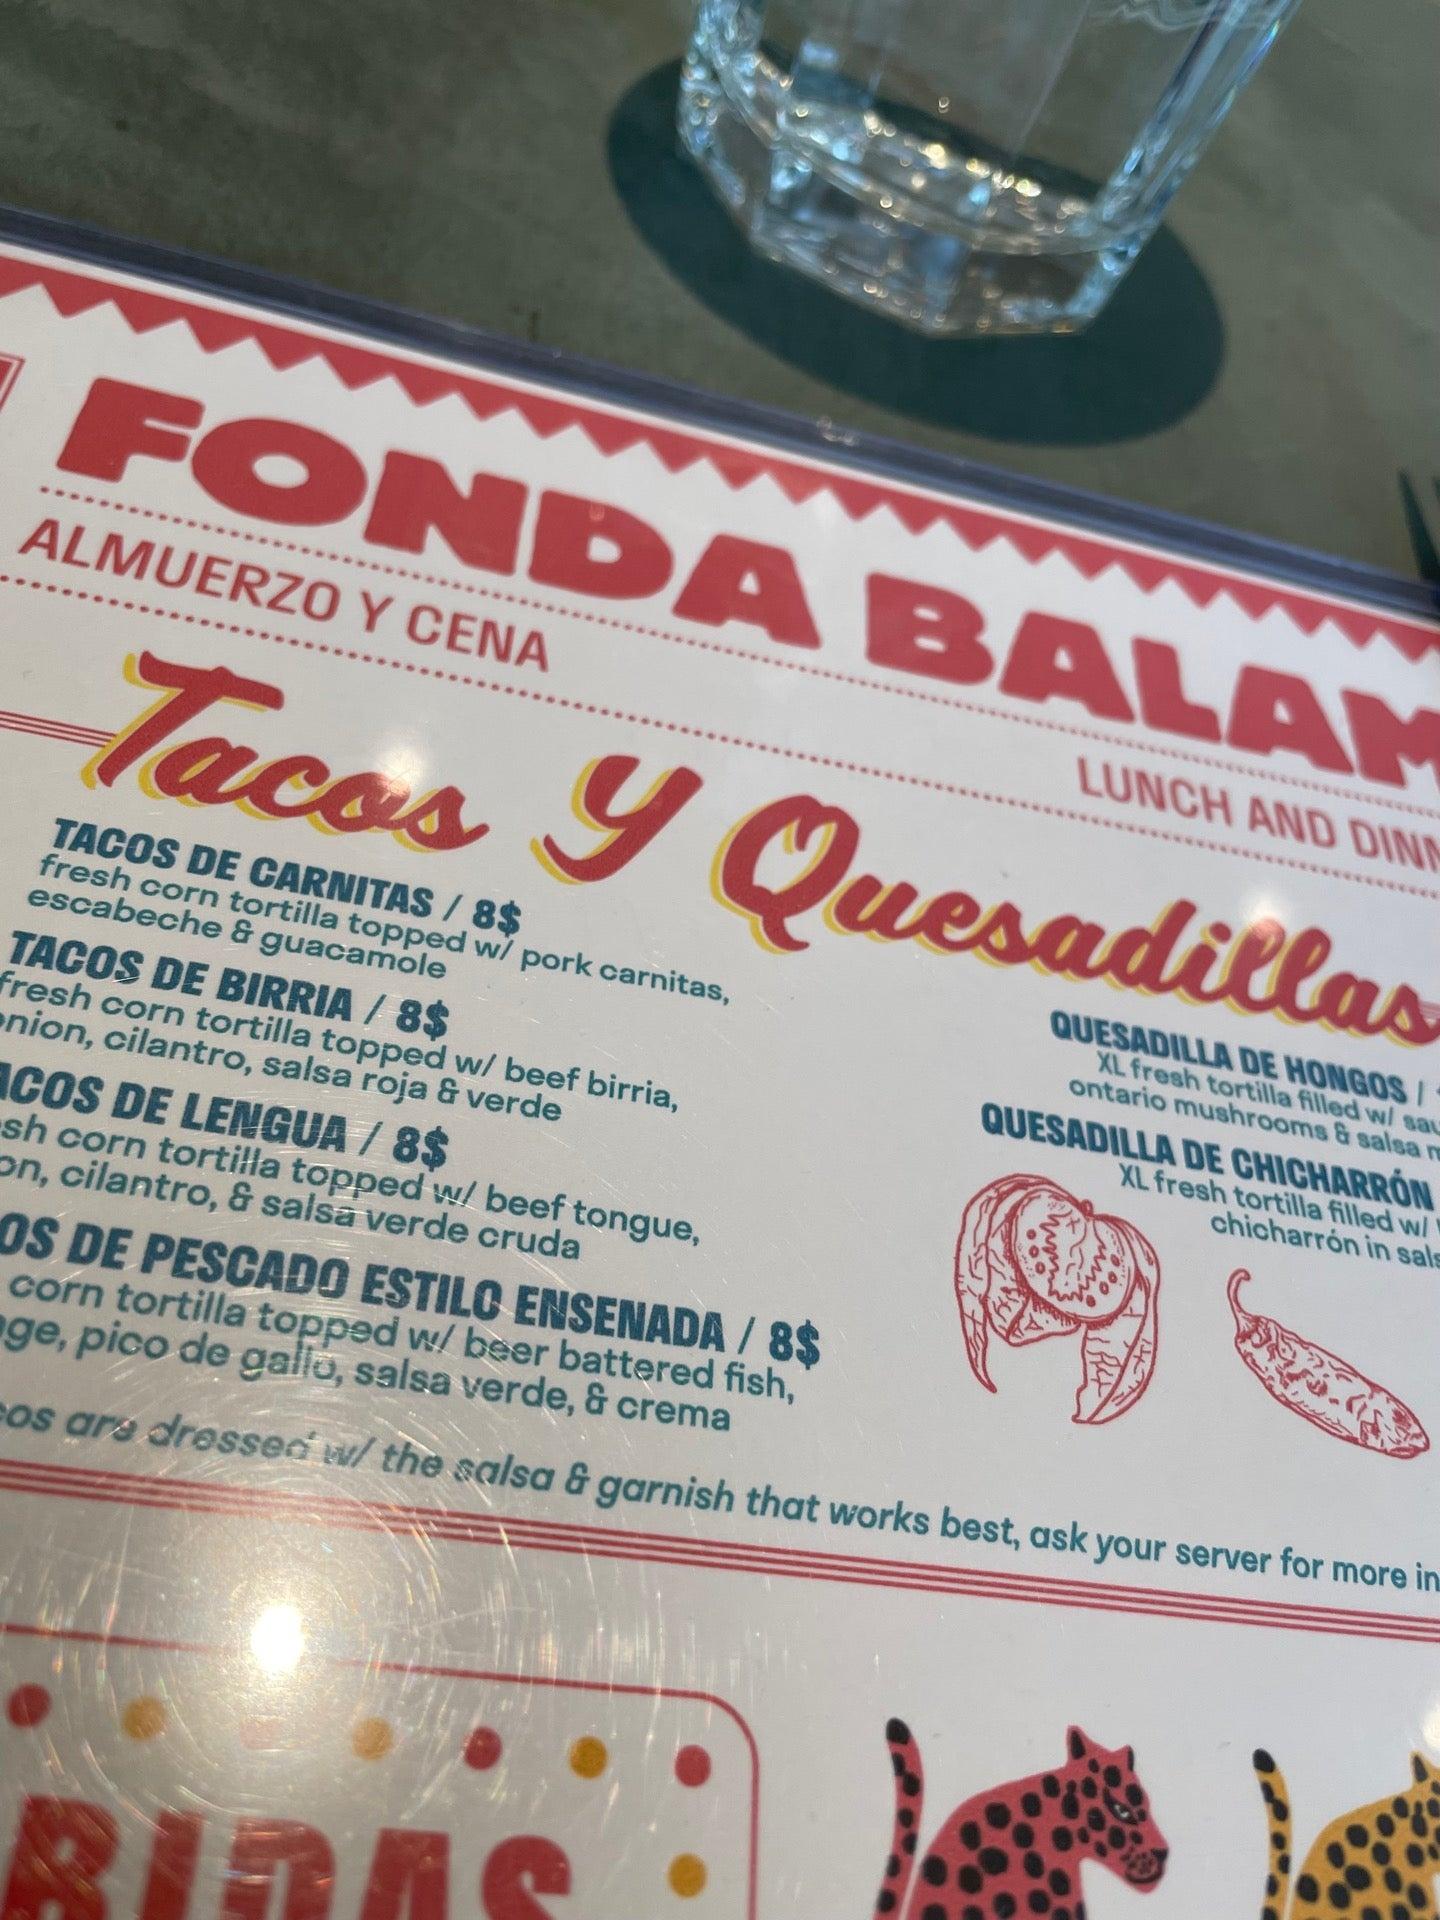 FONDA BALAM
ALMUERZO Y CENA
LUNCH AND DINN
Tacos Y Quesadillas
TACOS DE CARNITAS / 8$
fresh corn tortilla topped w/ pork carnitas,
escabeche & guacamole
TACOS DE BIRRIA / 8$
fresh corn tortilla topped w/ beef birria,
onion, cilantro, salsa roja & verde
ACOS DE LENGUA / 8$
sh corn tortilla topped w/ beef tongue,
on, cilantro, & salsa verde cruda
OS DE PESCADO ESTILO ENSENADA / 8$
corn tortilla topped w/ beer battered fish,
age, pico de gallo, salsa verde, & crema
QUESADILLA DE HONGOS /
XL fresh tortilla filled w/ sau
ontario mushrooms & salsa m
QUESADILLA DE CHICHARRÓN
XL fresh tortilla filled w/
chicharrón in sals
cos are dressed w/ the salsa & garnish that works best, ask your server for more in
BIDAS